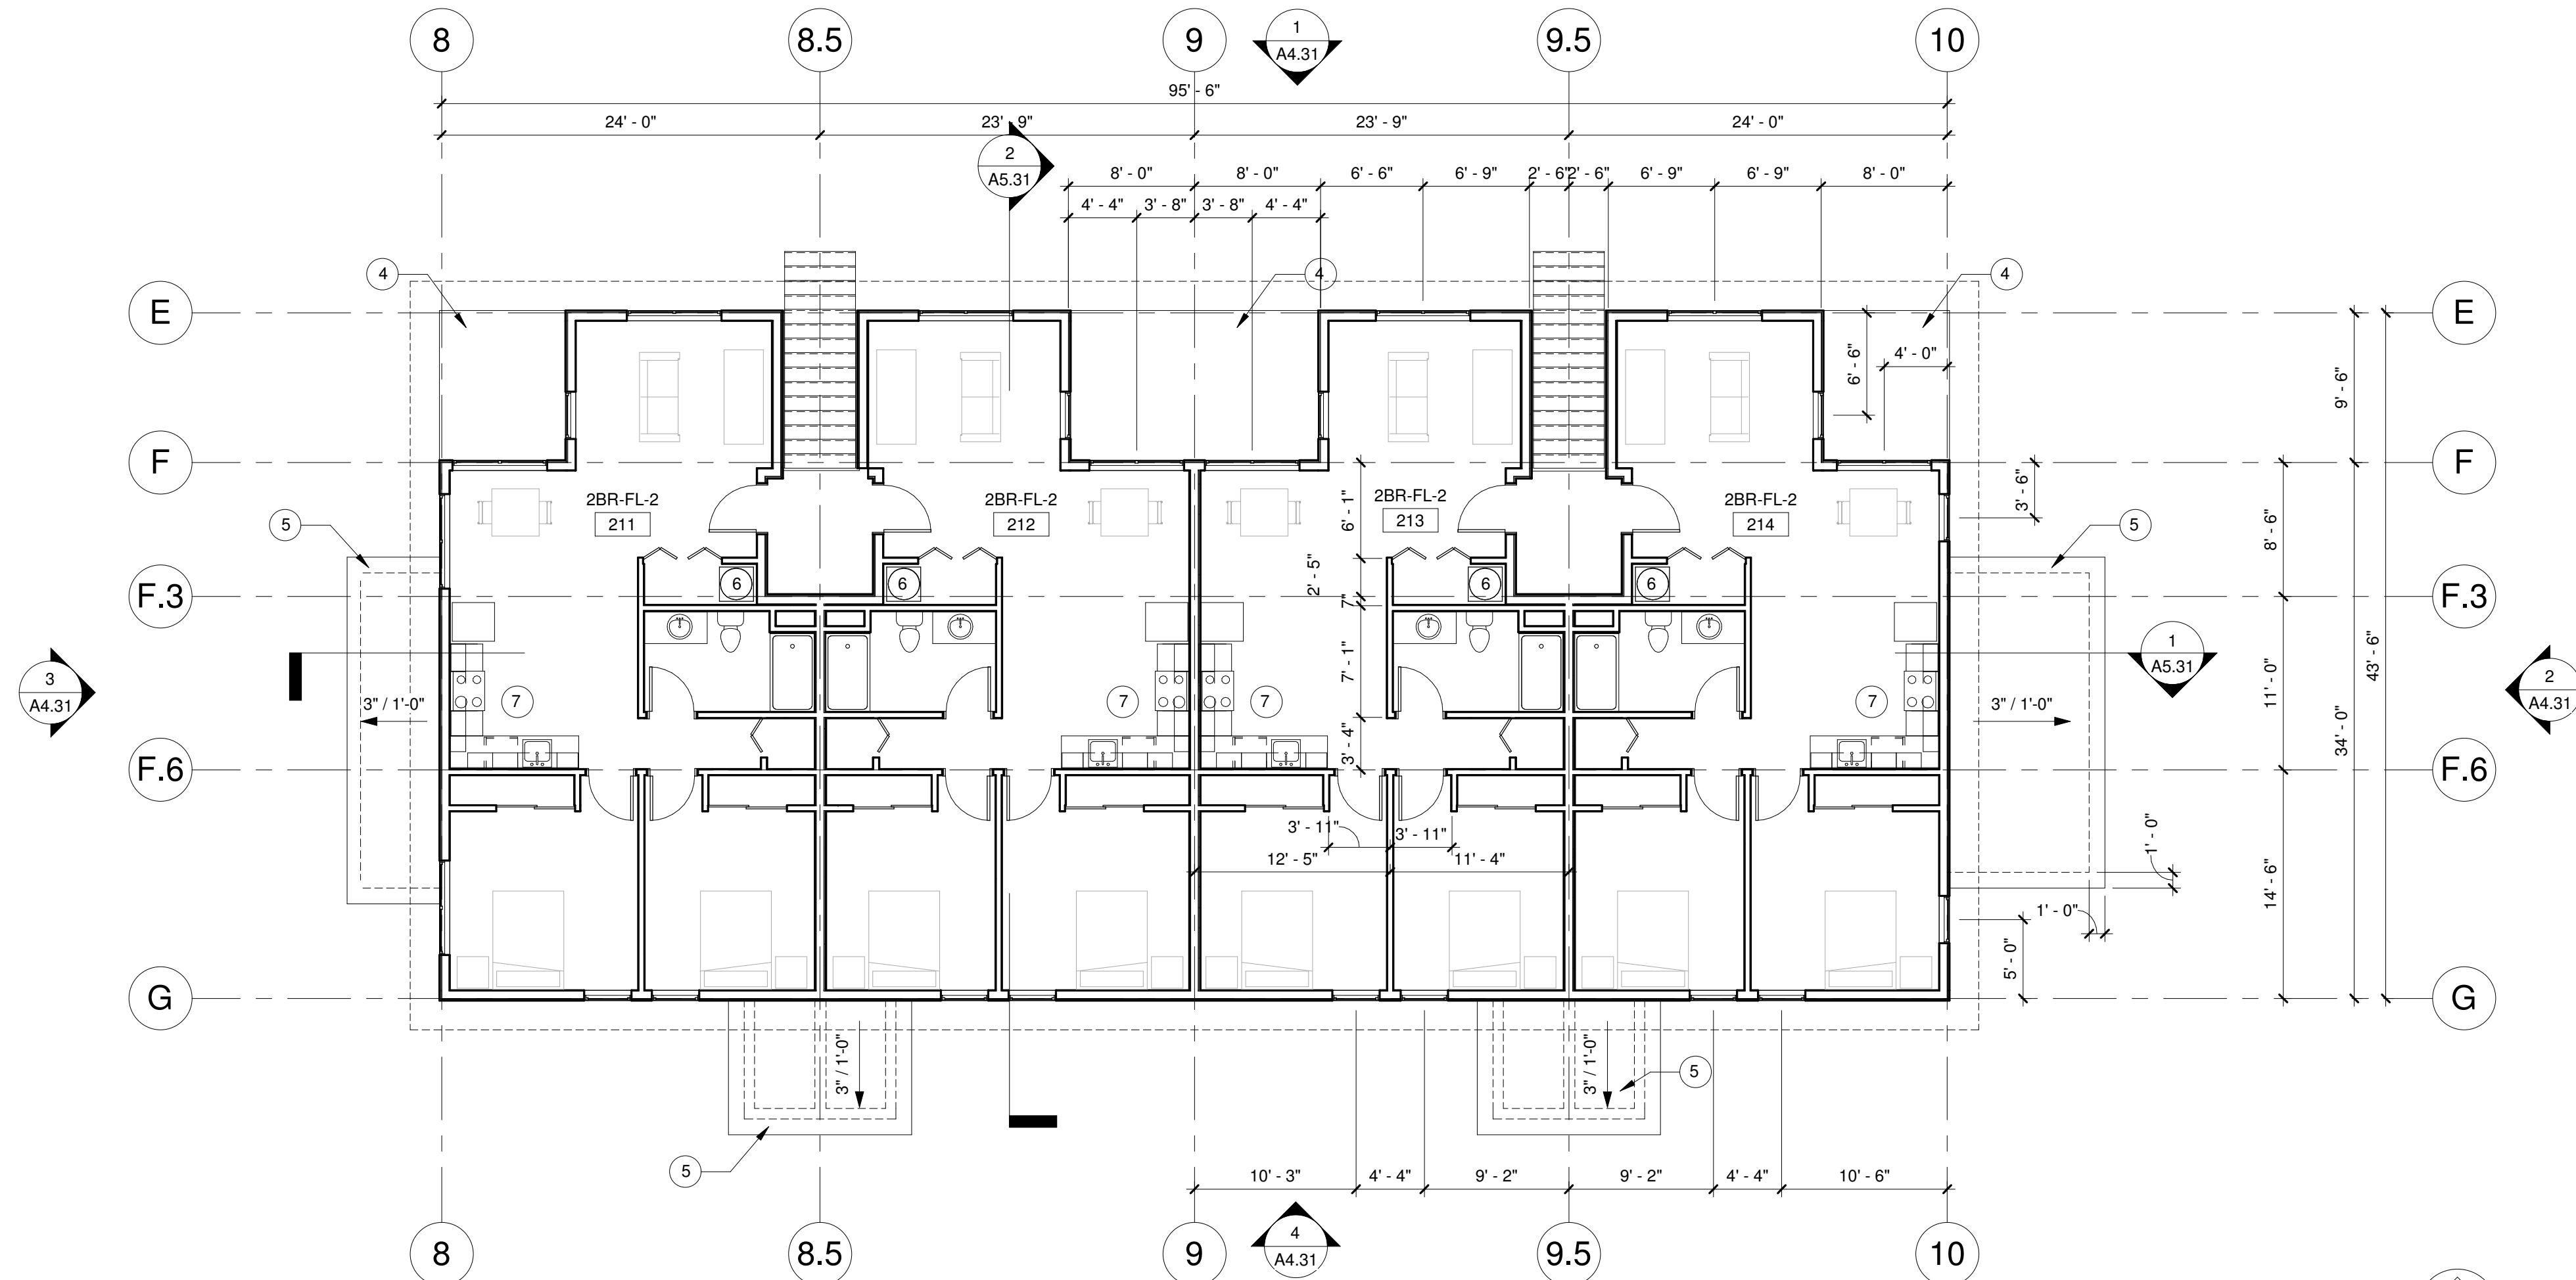 8 8.5 9 9.5 10
1
A4.31
95' - 6"
24' - 0" 23' - 9" 23' - 9" 24' - 0"
2
A5.31
8' - 0" 8' - 0" 6' - 6" 6' - 9" 2' - 6" 2' - 6" 6' - 9" 6' - 9" 8' - 0"
4' - 4" 3' - 8" 3' - 8" 4' - 4"
4 4 4
E E
6' - 6"
4' - 0"
9' - 6"
F F
3' - 6"
2BR-FL-2 2BR-FL-2 2BR-FL-2 2BR-FL-2
211 212 213 214
5 5
6' - 1"
8' - 6"
2' - 5"
6 6 6 6
F.3 F.3
7"
7' - 1"
1
A5.31
3
A4.31
2
A4.31
43' - 6"
11' - 0"
3" / 1'-0" 3" / 1'-0"
7 7 7 7
34' - 0"
3' - 4"
F.6 F.6
3' - 11" 3' - 11"
12' - 5" 11' - 4"
1' - 0"
14' - 6"
1' - 0"
5' - 0"
G G
3" / 1'-0" 3" / 1'-0"
5
5
10' - 3" 4' - 4" 9' - 2" 9' - 2" 4' - 4" 10' - 6"
4
A4.31
8 8.5 9 9.5 10